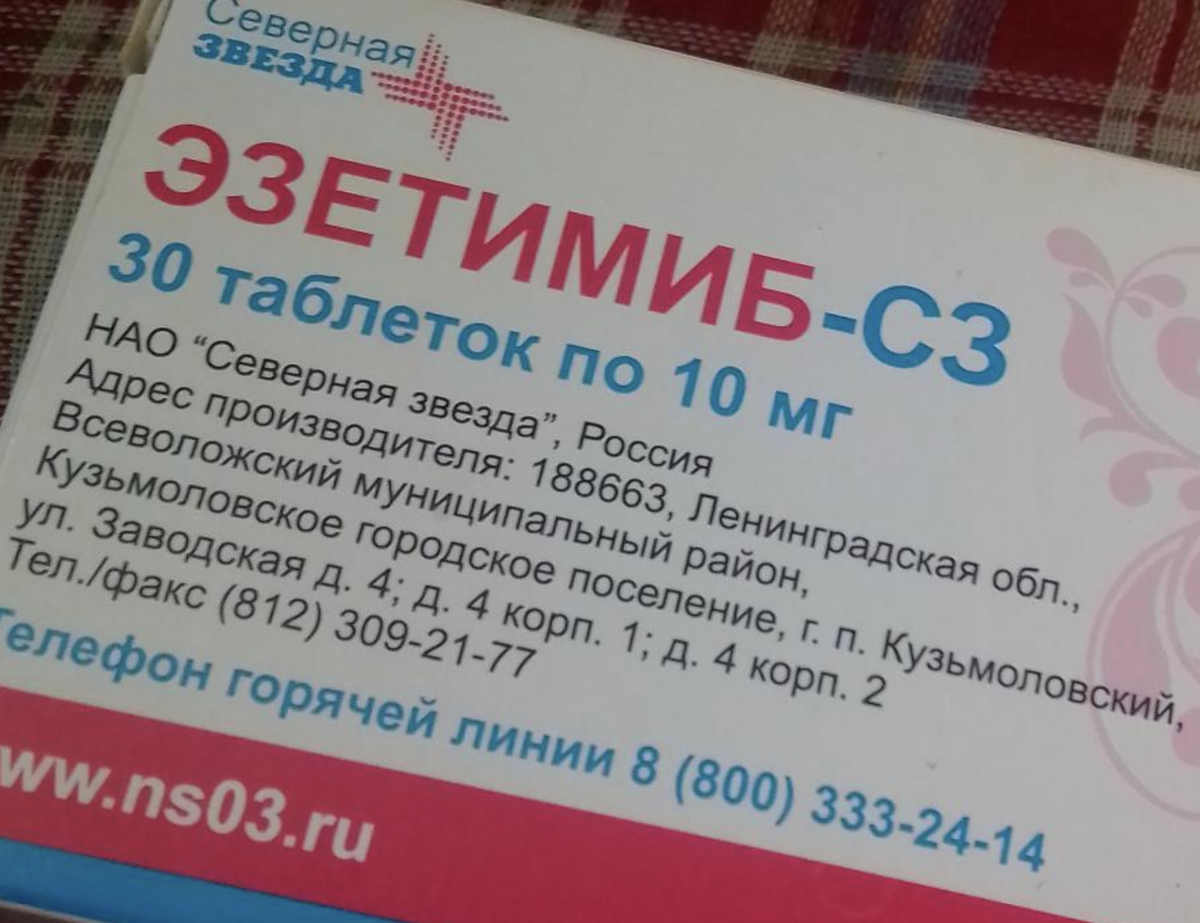 Северная
ЗВЕЗДА
ЭЗЕТИМИБ-СЗ
30 таблеток по 10 мг
НАО “Северная звезда”, Россия
Адрес производителя: 188663, Ленинградская обл.,
Всеволожский муниципальный район,
Кузьмоловское городское поселение, г. п. Кузьмоловский,
ул. Заводская д. 4; д. 4 корп. 1; д. 4 корп. 2
Тел./факс (812) 309-21-77
Телефон горячей линии 8 (800) 333-24-14
ww.ns03.ru